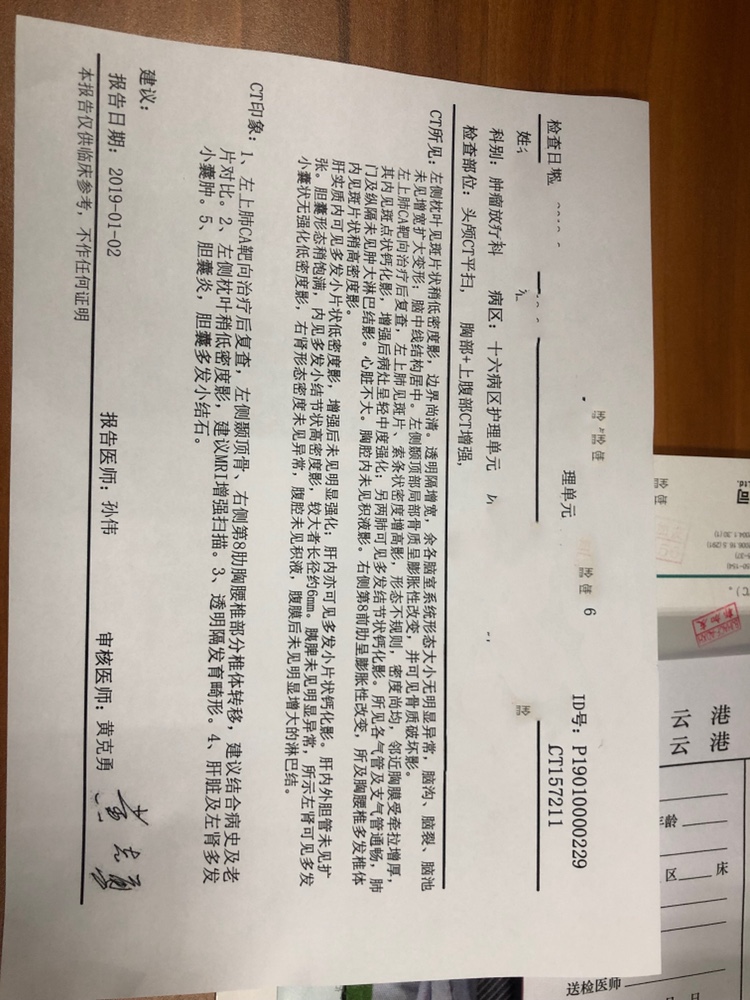 理单元
6
ID号: P19010000229
CT157211
检查日期
姓
科别: 肿瘤放疗科 病区: 十六病区护理单元
检查部位: 头颅CT平扫, 胸部+上腹部CT增强,
CT所见: 左侧枕叶见斑片状稍低密度影, 边界尚清。透明隔增宽, 余各脑室系统形态大小无明显异常, 脑沟、脑裂、脑池
未见增宽扩大变形; 脑中线结构居中。左侧颞顶部局部骨质呈膨胀性改变, 并可见骨质破坏影。
左上肺CA靶向治疗后复查, 左上肺见斑片、索条状密度增高影, 形态不规则, 密度尚均, 邻近胸膜受牵拉增厚,
其内见斑点状钙化影, 增强后病灶呈轻中度强化; 另两肺可见多发结节状钙化影。所见各气管及支气管通畅, 肺
门及纵隔未见肿大淋巴结影。心脏不大。胸腔内未见积液影。右侧第8前肋呈膨胀性改变, 所及胸腰椎多发椎体
内见斑片状稍高密度影。
肝实质内可见多发小片状低密度影, 增强后未见明显强化; 肝内亦可见多发小片状钙化影。肝内外胆管未见扩
张。胆囊形态稍饱满, 内见多发小结节状高密度影, 较大者长径约6mm。胰脾未见明显异常, 所示左肾可见多发
小囊状无强化低密度影, 右肾形态密度未见异常, 腹腔未见积液, 腹膜后未见明显增大的淋巴结。
CT印象: 1、左上肺CA靶向治疗后复查, 左侧颞顶骨、右侧第8肋胸腰椎部分椎体转移, 建议结合病史及老
片对比。2、左侧枕叶稍低密度影, 建议MRI增强扫描。3、透明隔发育畸形。4、肝脏及左肾多发
小囊肿。5、胆囊炎, 胆囊多发小结石。
建议:
报告日期: 2019-01-02 报告医师: 孙伟 审核医师: 黄克勇
黄克勇
本报告仅供临床参考, 不作任何证明
床
龄
区
送检医师